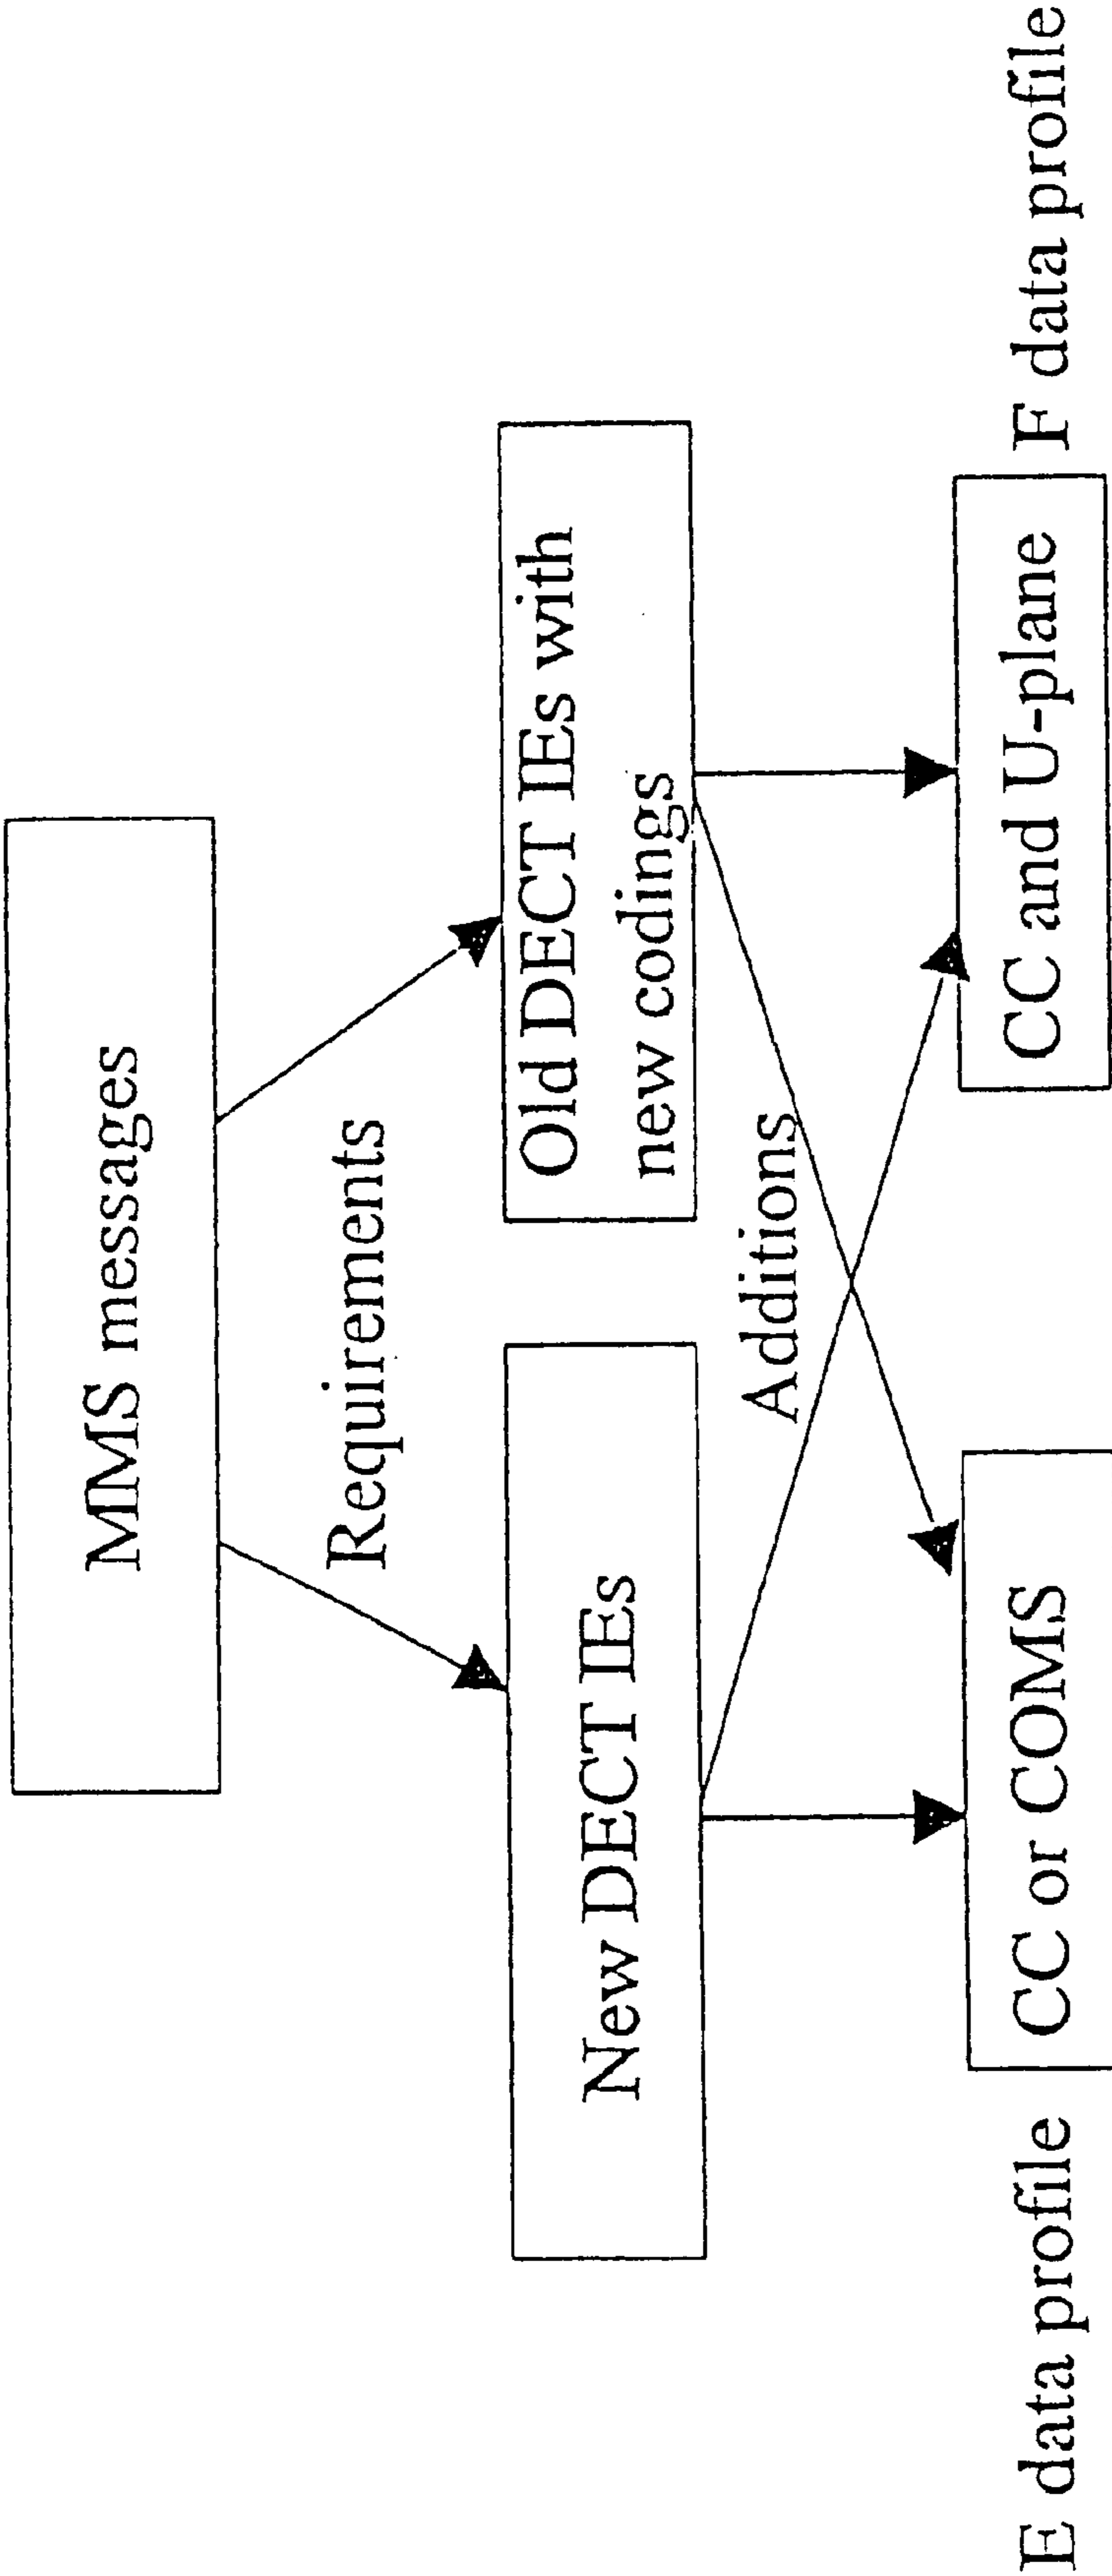 MMS messages
Requirements
New DECT IEs
Old DECT IEs with
new codings
Additions
E data profile
CC or COMS
CC and U-plane
F data profile